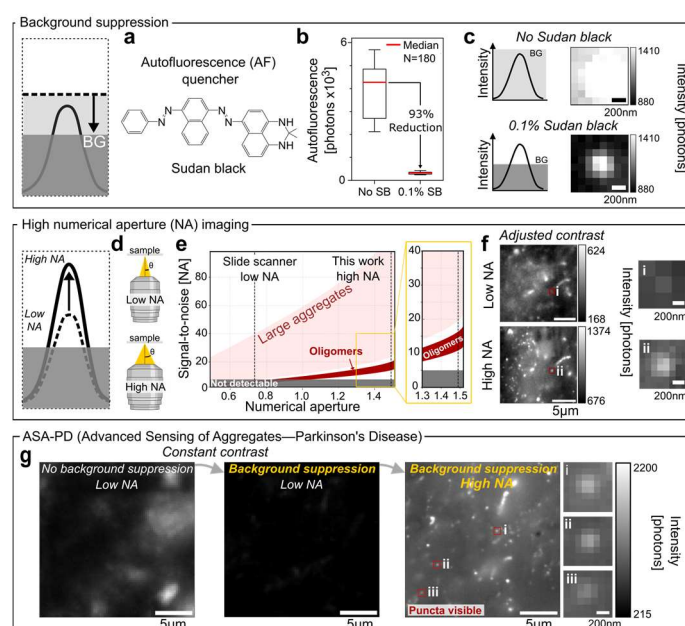 Background suppression
a
Autofluorescence (AF)
quencher
N
N
N
N
NH
NH
Sudan black
BG
b
Autofluorescence
[photons x10³]
6
0
Median
N=180
93%
Reduction
No SB
0.1% SB
c
No Sudan black
Intensity
BG
1410
880
200nm
0.1% Sudan black
Intensity
BG
1410
880
200nm
Intensity [photons]
High numerical aperture (NA) imaging
High NA
Low
NA
d
sample
θ
Low NA
sample
θ
High NA
e
Signal-to-noise [NA]
80
60
40
20
0
Slide scanner
low NA
This work
high NA
Large aggregates
Oligomers
Not detectable
0.6
0.8
1.0
1.2
1.4
Numerical aperture
40
30
20
10
0
Oligomers
1.3
1.4
1.5
f
Adjusted contrast
Low NA
i
624
168
High NA
ii
1374
676
5μm
Intensity [photons]
i
200nm
ii
200nm
ASA-PD (Advanced Sensing of Aggregates—Parkinson's Disease)
g
Constant contrast
No background suppression
Low NA
5μm
Background suppression
Low NA
5μm
Background suppression
High NA
i
ii
iii
Puncta visible
5μm
i
ii
iii
200nm
2200
215
Intensity
[photons]